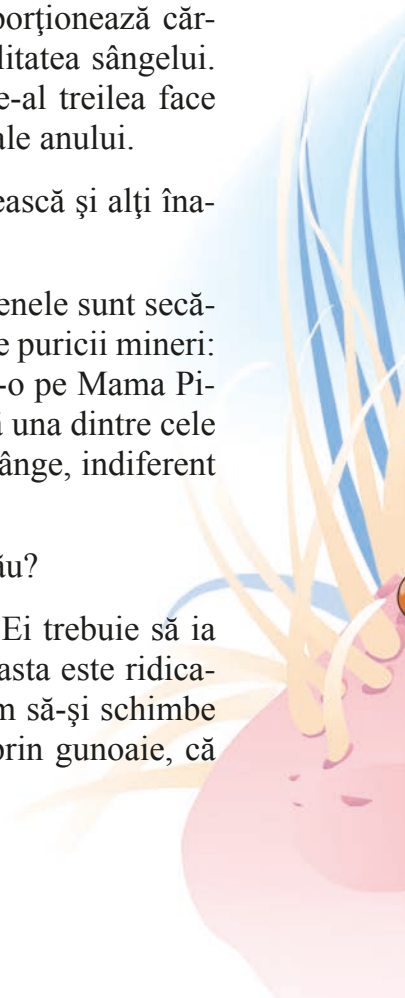 porţionează căr-
litatea sângelui.
e-al treilea face
ale anului.
ească şi alţi îna-
enele sunt secă-
e puricii mineri:
-o pe Mama Pi-
una dintre cele
ânge, indiferent
ău?
Ei trebuie să ia
asta este ridica-
m să-şi schimbe
prin gunoaie, că